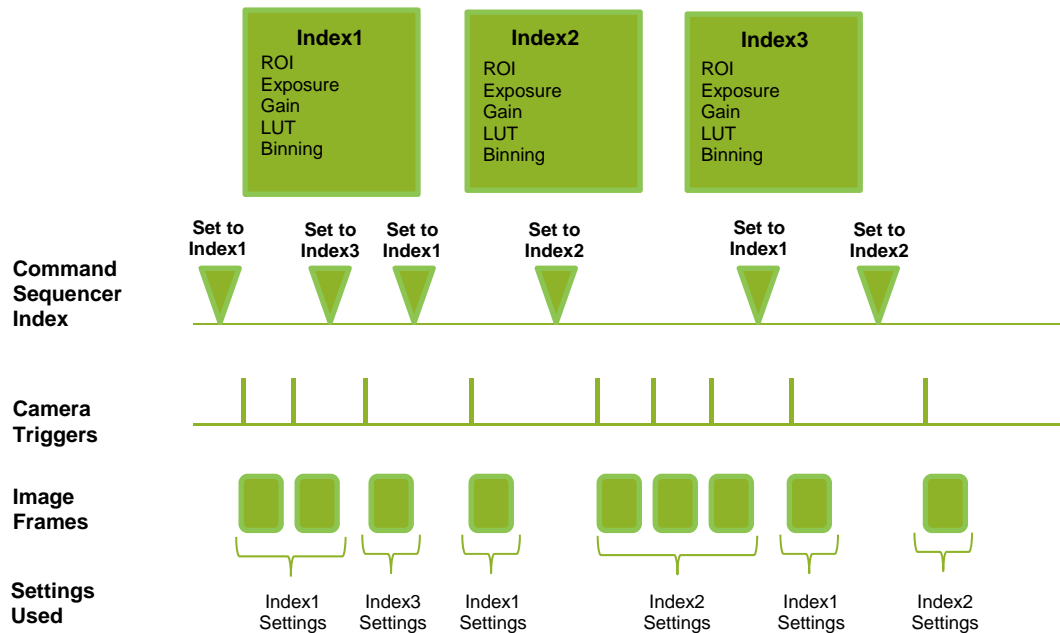 Index1
ROI
Exposure
Gain
LUT
Binning
Index2
ROI
Exposure
Gain
LUT
Binning
Index3
ROI
Exposure
Gain
LUT
Binning
Set to
Index1
Set to
Index3
Set to
Index1
Set to
Index2
Set to
Index1
Set to
Index2
Command
Sequencer
Index
Camera
Triggers
Image
Frames
Settings
Used
Index1
Settings
Index3
Settings
Index1
Settings
Index2
Settings
Index1
Settings
Index2
Settings